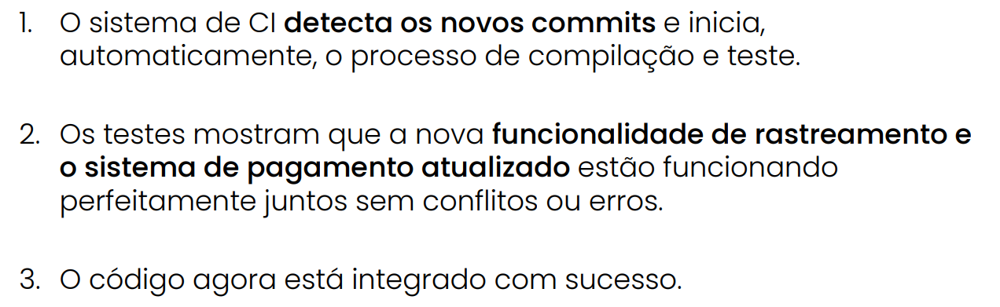 1. O sistema de CI detecta os novos commits e inicia,
automaticamente, o processo de compilação e teste.
2. Os testes mostram que a nova funcionalidade de rastreamento e
o sistema de pagamento atualizado estão funcionando
perfeitamente juntos sem conflitos ou erros.
3. O código agora está integrado com sucesso.